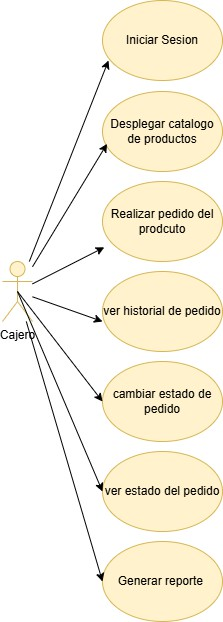 Iniciar Sesion
Desplegar catalogo
de productos
Realizar pedido del
prodcuto
Cajero
ver historial de pedido
cambiar estado de
pedido
ver estado del pedido
Generar reporte